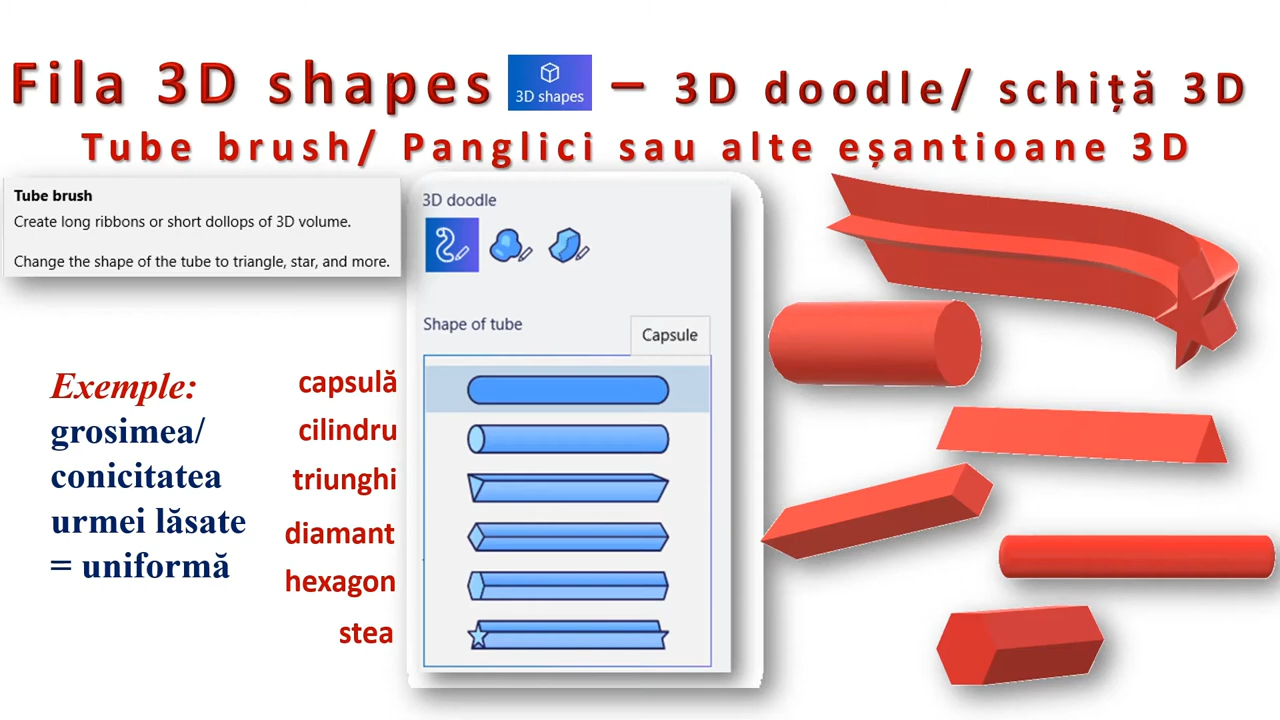 Fila 3D shapes 3D shapes – 3D doodle/ schiță 3D
Tube brush/ Panglici sau alte eșantioane 3D
Tube brush
Create long ribbons or short dollops of 3D volume.
Change the shape of the tube to triangle, star, and more.
3D doodle
Shape of tube
Capsule
Exemple:
grosimea/
conicitatea
urmei lăsate
= uniformă
capsulă
cilindru
triunghi
diamant
hexagon
stea